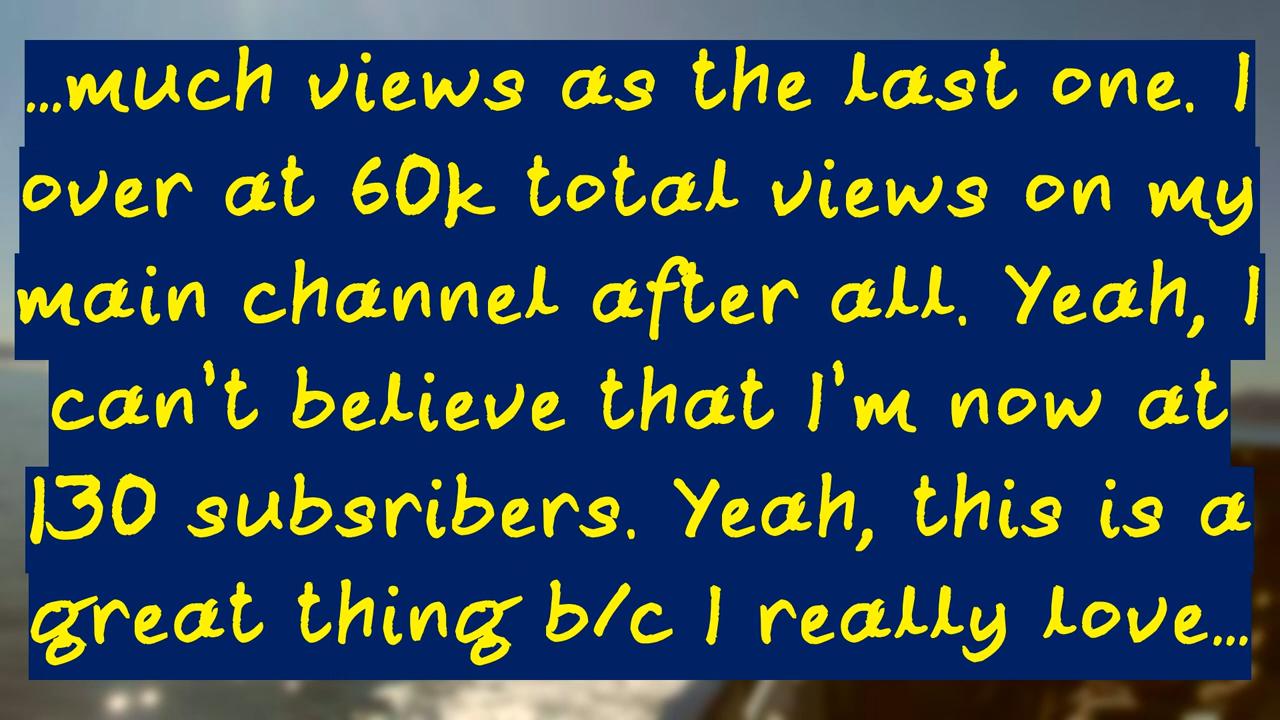 ...much views as the last one. I
over at 60k total views on my
main channel after all. Yeah, I
can't believe that I'm now at
130 subsribers. Yeah, this is a
great thing b/c I really love...